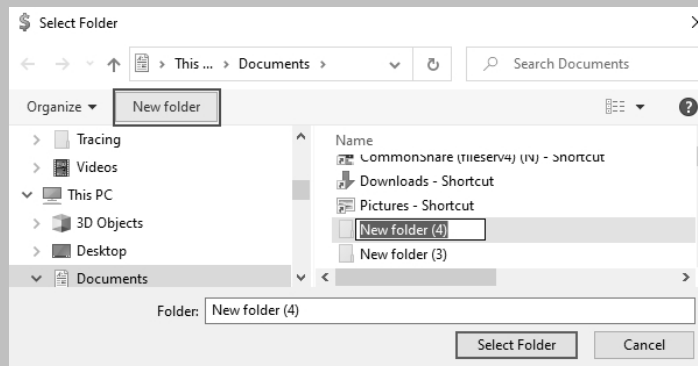 Select Folder
This ... > Documents >
Search Documents
Organize
New folder
Tracing
Videos
This PC
3D Objects
Desktop
Documents
Name
CommonShare (fileserv4) (N) - Shortcut
Downloads - Shortcut
Pictures - Shortcut
New folder (4)
New folder (3)
Folder: New folder (4)
Select Folder
Cancel